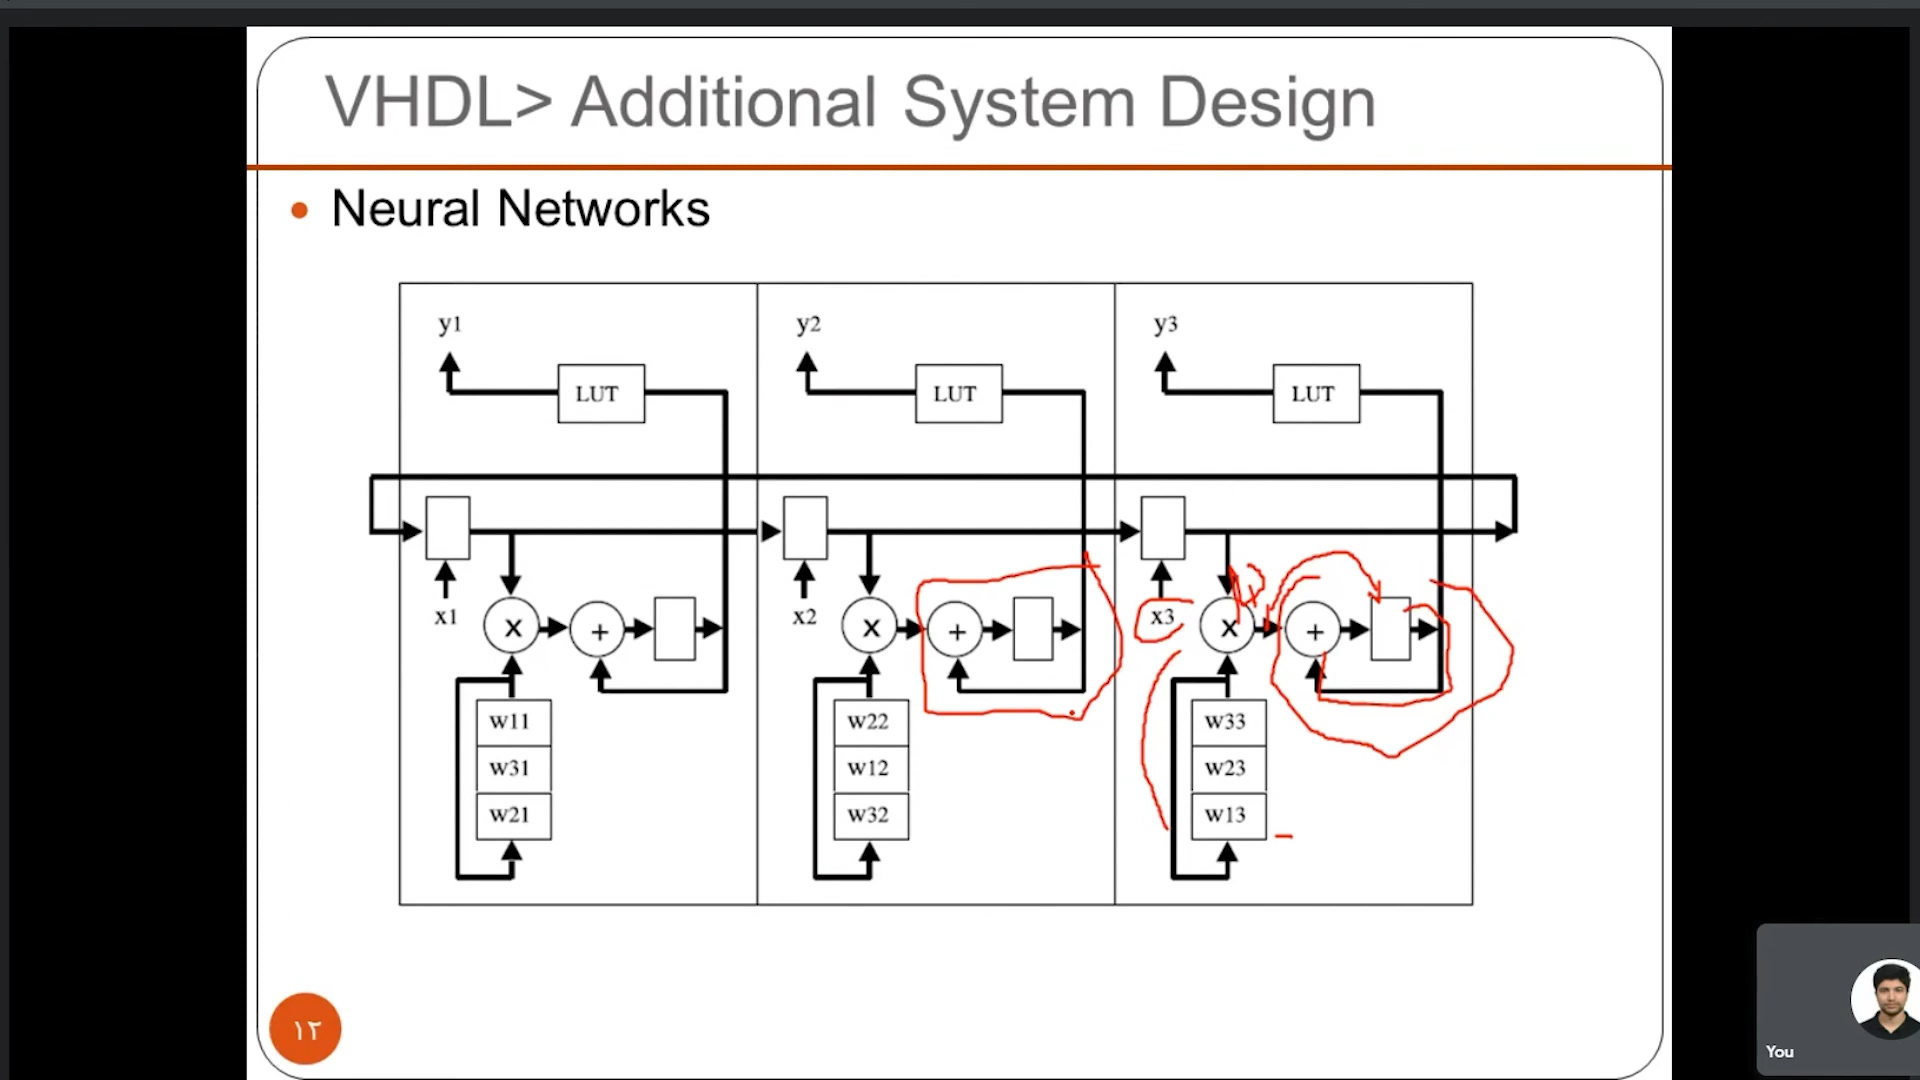 VHDL> Additional System Design
• Neural Networks
y1 y2 y3
LUT LUT LUT
x1 x2 x3
x + x + x +
w11 w22 w33
w31 w12 w23
w21 w32 w13
۱۲
You